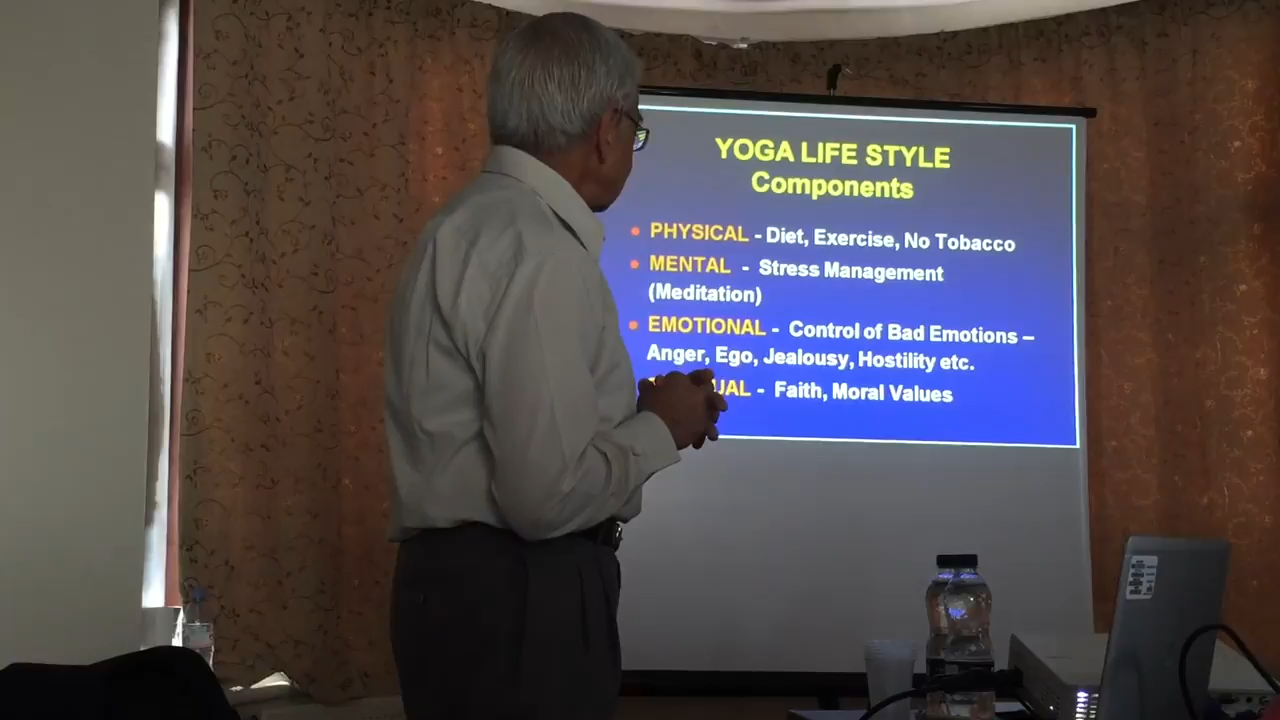 YOGA LIFE STYLE
Components
• PHYSICAL - Diet, Exercise, No Tobacco
• MENTAL - Stress Management
(Meditation)
• EMOTIONAL - Control of Bad Emotions –
Anger, Ego, Jealousy, Hostility etc.
- Faith, Moral Values